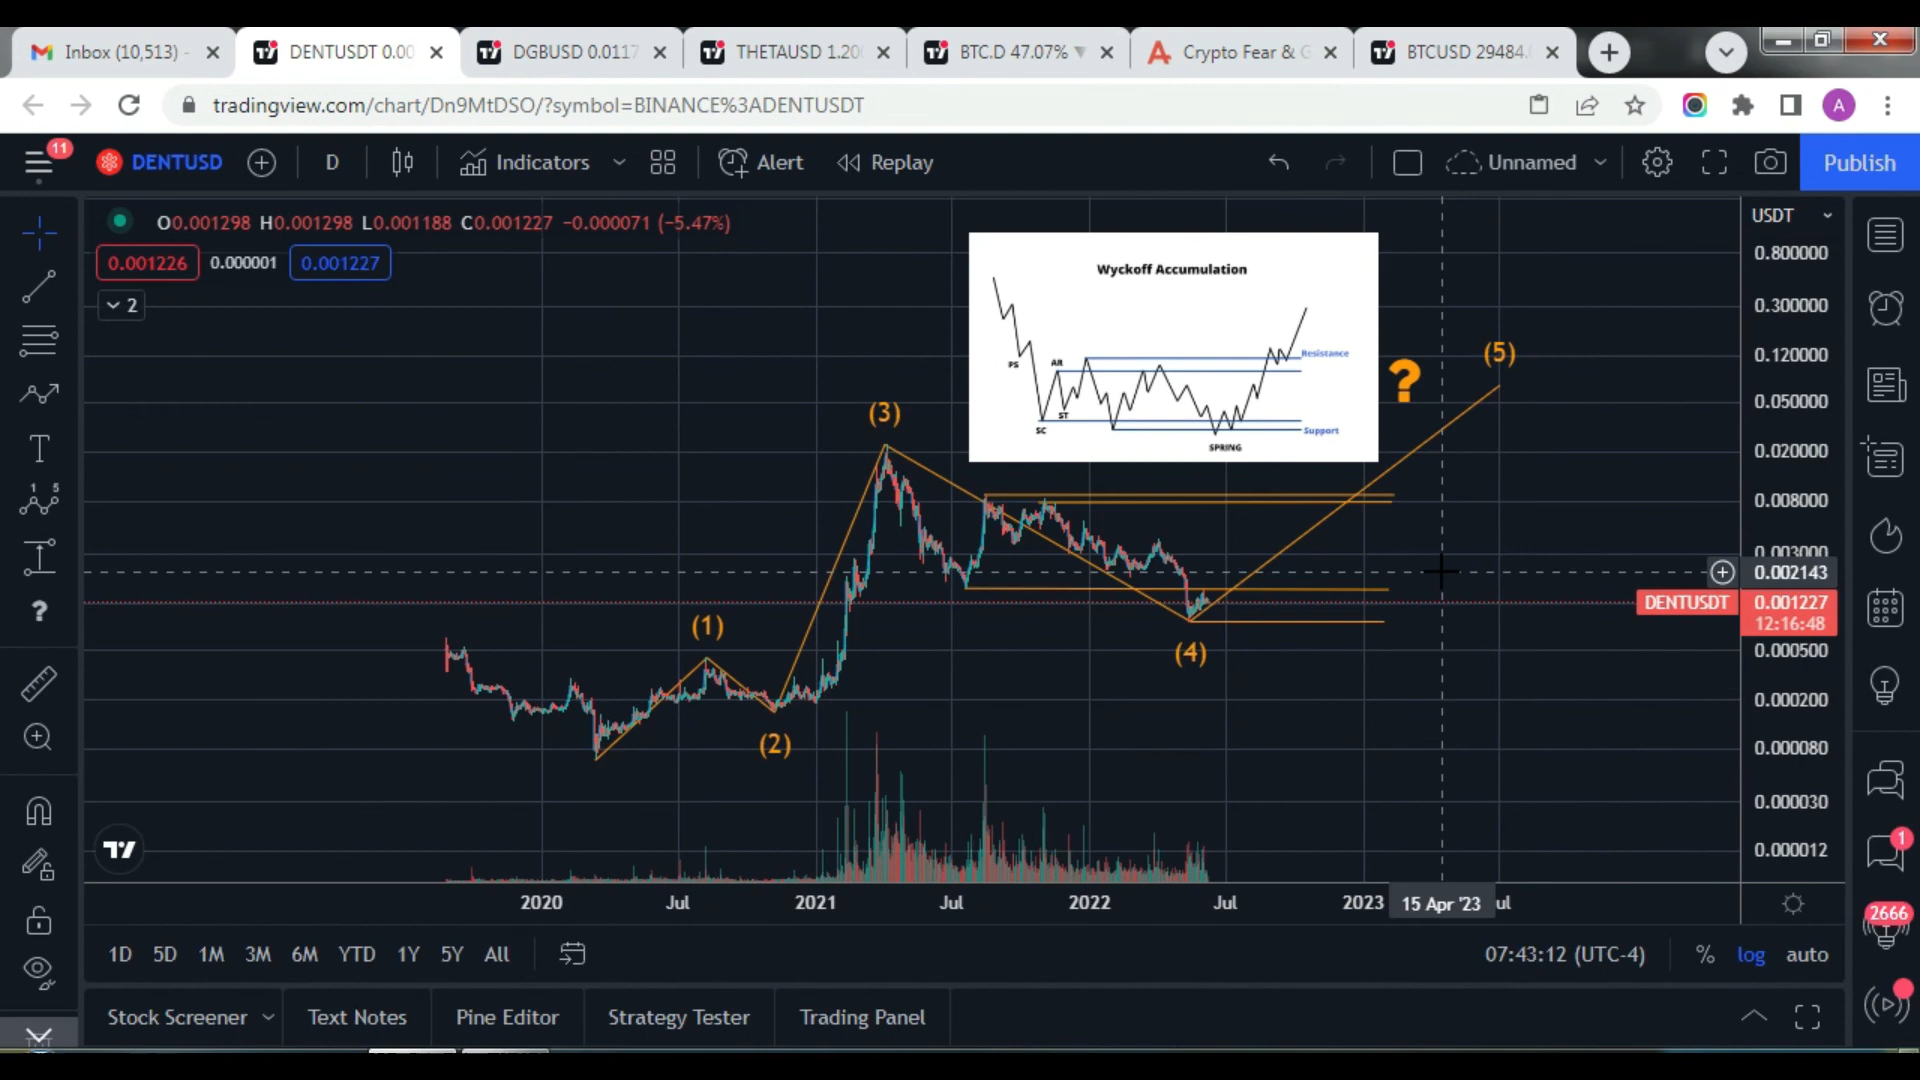 Inbox (10,513) -
DENTUSDT 0.00
DGBUSD 0.0117
THETAUSD 1.20
BTC.D 47.07% ▼
Crypto Fear & G
BTCUSD 29484.
tradingview.com/chart/Dn9MtDSO/?symbol=BINANCE%3ADENTUSDT
A
11
DENTUSD
D
Indicators
Alert
Replay
Unnamed
Publish
O0.001298 H0.001298 L0.001188 C0.001227 −0.000071 (−5.47%)
0.001226 0.000001 0.001227
2
Wyckoff Accumulation
PS
AR
SC
ST
SPRING
Resistance
Support
?
(1)
(2)
(3)
(4)
(5)
USDT
0.800000
0.300000
0.120000
0.050000
0.020000
0.008000
0.003000
0.002143
DENTUSDT 0.001227
12:16:48
0.000500
0.000200
0.000080
0.000030
0.000012
2020 Jul 2021 Jul 2022 Jul 2023 15 Apr '23 ul
1D 5D 1M 3M 6M YTD 1Y 5Y All
07:43:12 (UTC-4) % log auto
Stock Screener Text Notes Pine Editor Strategy Tester Trading Panel
T
1 5
?
1
2666